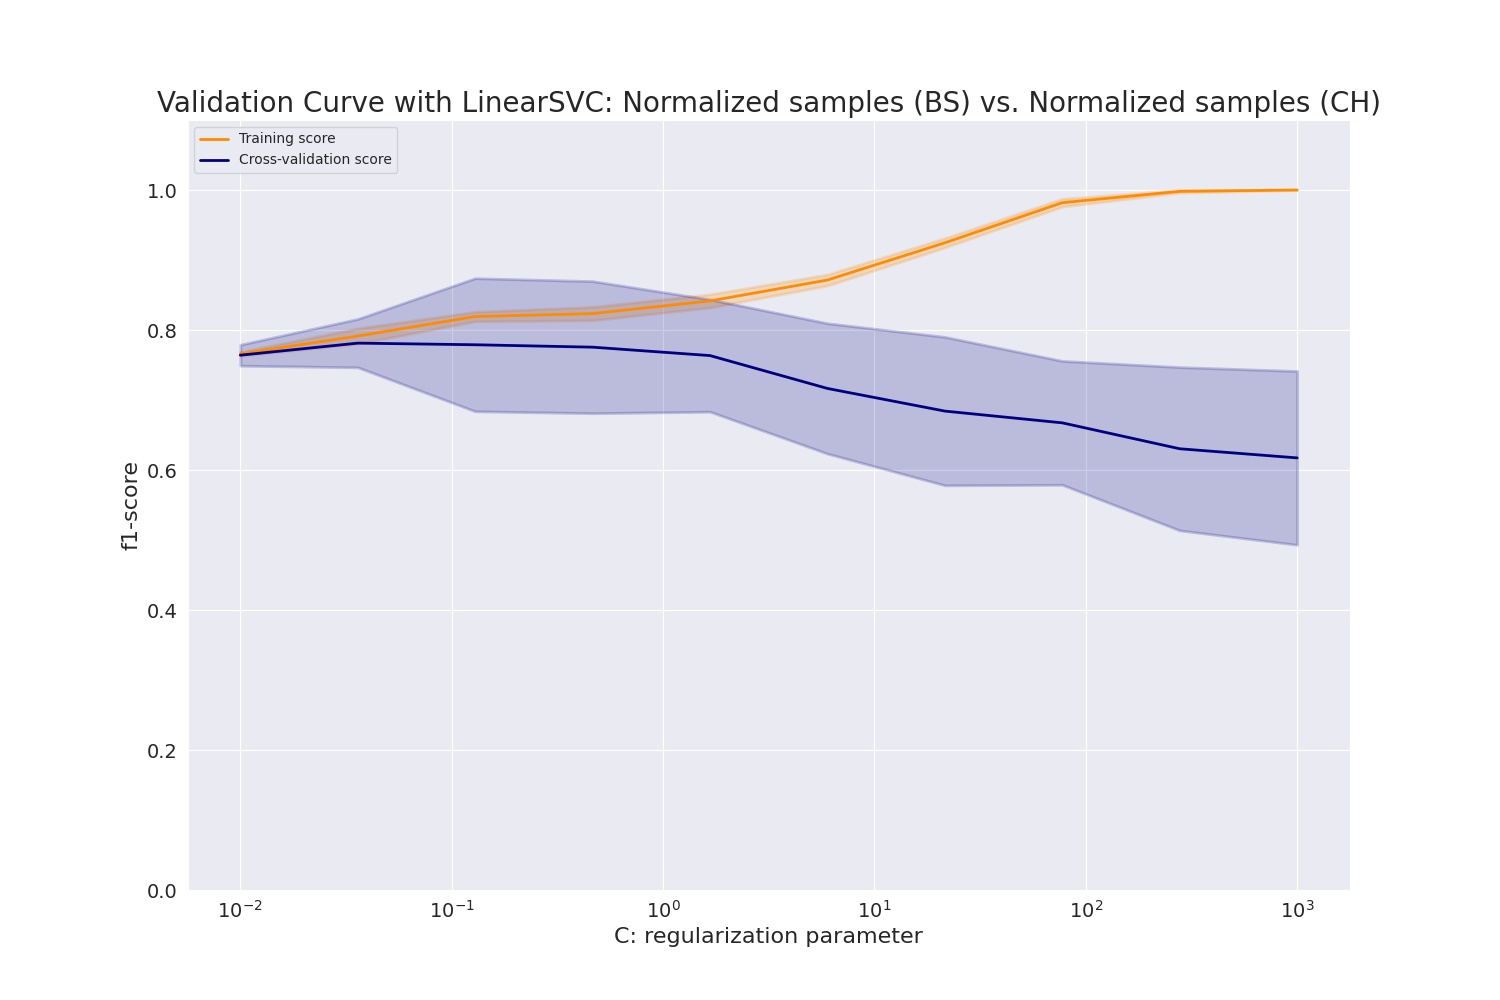 Validation Curve with LinearSVC: Normalized samples (BS) vs. Normalized samples (CH)
Training score
Cross-validation score
1.0
0.8
0.6
0.4
0.2
0.0
f1-score
10⁻² 10⁻¹ 10⁰ 10¹ 10² 10³
C: regularization parameter